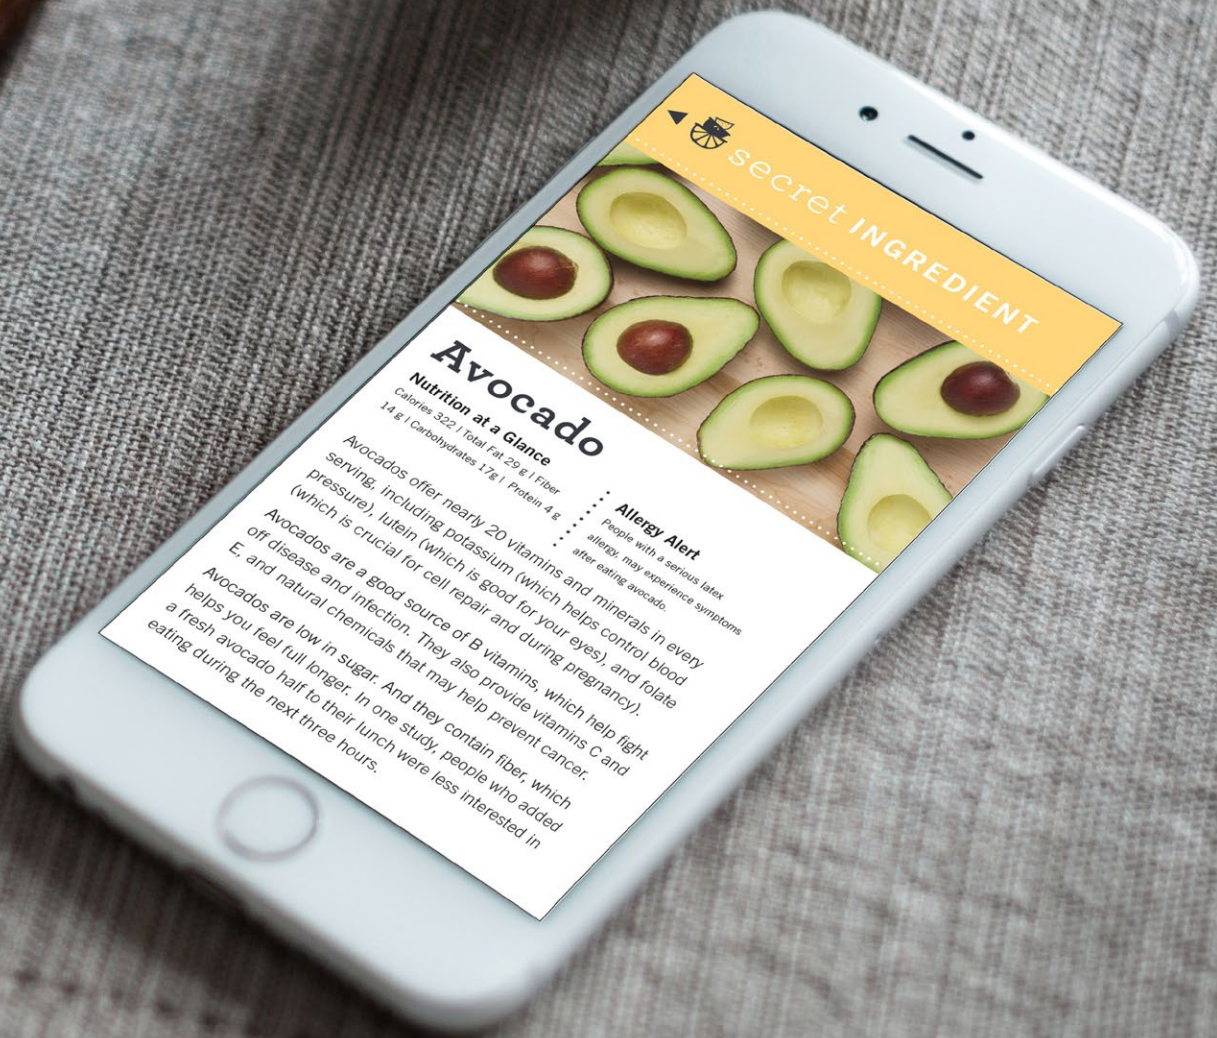 secret INGREDIENT
Avocado
Nutrition at a Glance
Calories 322 | Total Fat 29 g | Fiber
14 g | Carbohydrates 17g | Protein 4 g
Allergy Alert
People with a serious latex
allergy, may experience symptoms
after eating avocado.
Avocados offer nearly 20 vitamins and minerals in every
serving, including potassium (which helps control blood
pressure), lutein (which is good for your eyes), and folate
(which is crucial for cell repair and during pregnancy).
Avocados are a good source of B vitamins, which help fight
off disease and infection. They also provide vitamins C and
E, and natural chemicals that may help prevent cancer.
Avocados are low in sugar. And they contain fiber, which
helps you feel full longer. In one study, people who added
a fresh avocado half to their lunch were less interested in
eating during the next three hours.